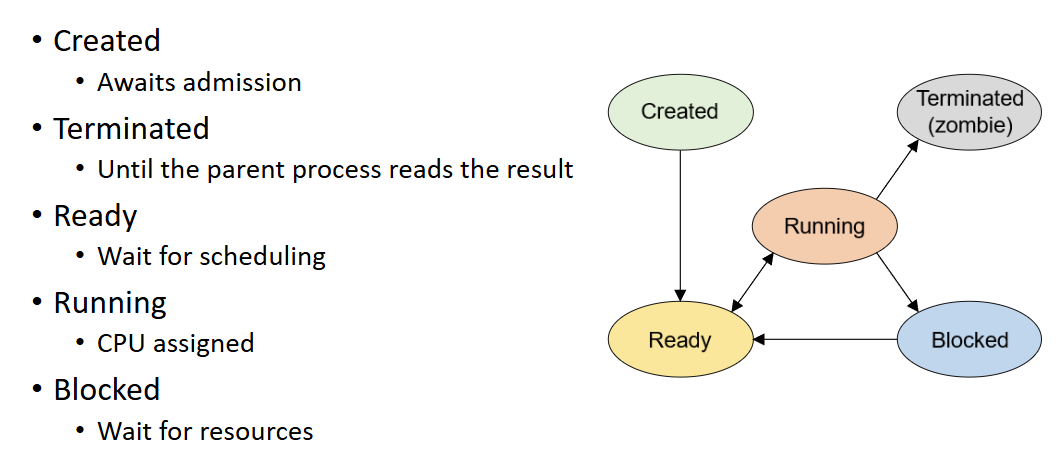 • Created
• Awaits admission
• Terminated
• Until the parent process reads the result
• Ready
• Wait for scheduling
• Running
• CPU assigned
• Blocked
• Wait for resources
Created
Terminated
(zombie)
Running
Ready
Blocked